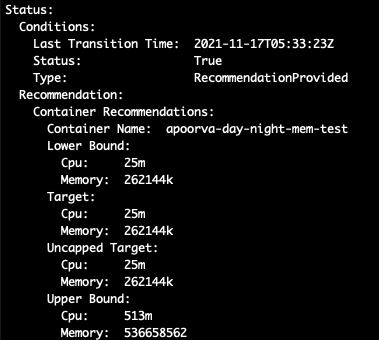 Status:
Conditions:
Last Transition Time: 2021-11-17T05:33:23Z
Status: True
Type: RecommendationProvided
Recommendation:
Container Recommendations:
Container Name: apoorva-day-night-mem-test
Lower Bound:
Cpu: 25m
Memory: 262144k
Target:
Cpu: 25m
Memory: 262144k
Uncapped Target:
Cpu: 25m
Memory: 262144k
Upper Bound:
Cpu: 513m
Memory: 536658562